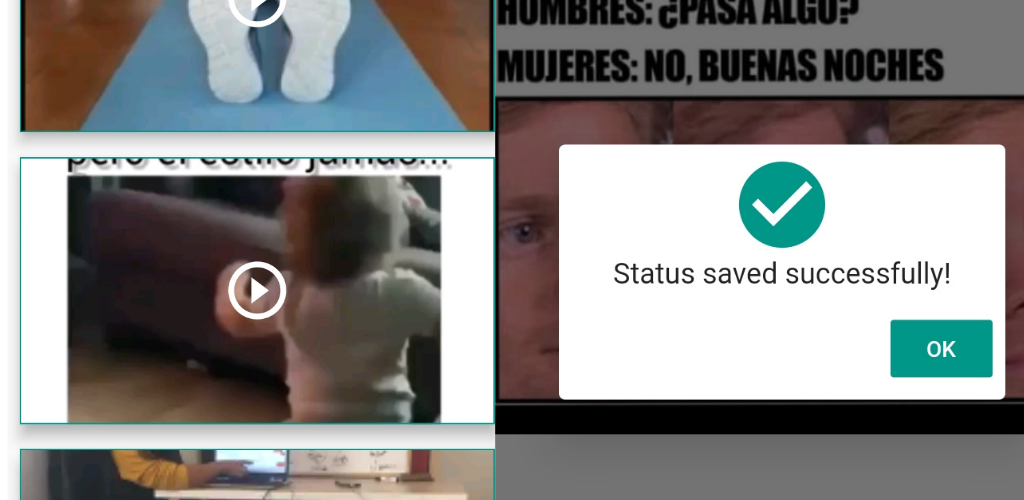 pero el estilo jamás...
HOMBRES: ¿PASA ALGO?
MUJERES: NO, BUENAS NOCHES
Status saved successfully!
OK